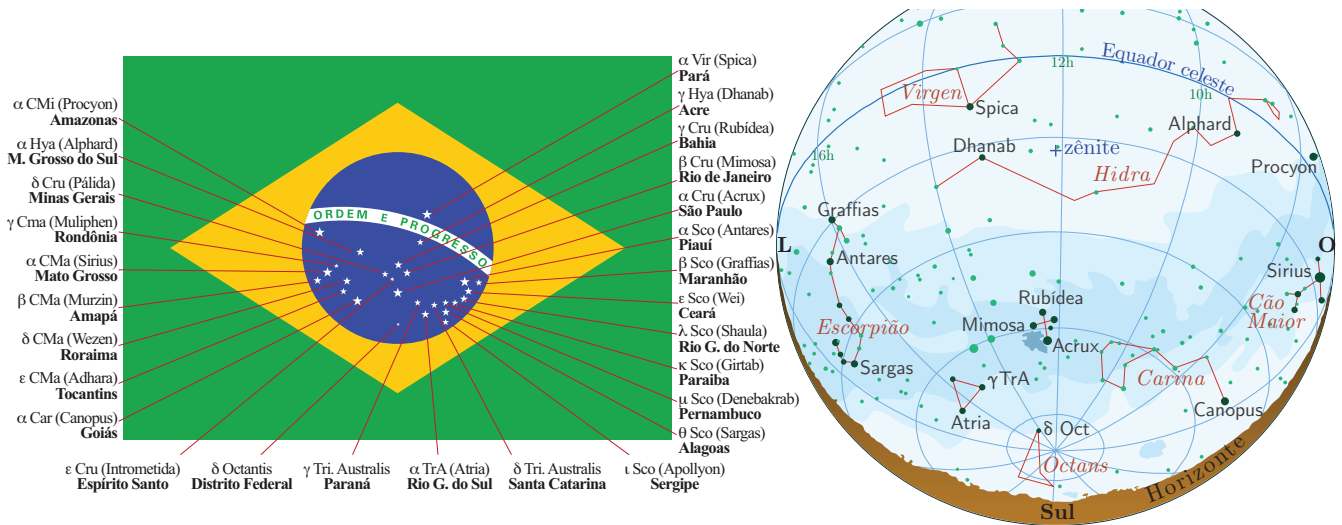 α CMi (Procyon)
Amazonas
α Hya (Alphard)
M. Grosso do Sul
δ Cru (Pálida)
Minas Gerais
γ Cma (Muliphen)
Rondônia
α CMa (Sirius)
Mato Grosso
β CMa (Murzin)
Amapá
δ CMa (Wezen)
Roraima
ε CMa (Adhara)
Tocantins
α Car (Canopus)
Goiás
ORDEM E PROGRESSO
α Vir (Spica)
Pará
γ Hya (Dhanab)
Acre
γ Cru (Rubídea)
Bahia
β Cru (Mimosa)
Rio de Janeiro
α Cru (Acrux)
São Paulo
α Sco (Antares)
Piauí
β Sco (Graffias)
Maranhão
ε Sco (Wei)
Ceará
λ Sco (Shaula)
Rio G. do Norte
κ Sco (Girtab)
Paraiba
μ Sco (Denebakrab)
Pernambuco
θ Sco (Sargas)
Alagoas
ε Cru (Intrometida)
Espírito Santo
δ Octantis
Distrito Federal
γ Tri. Australis
Paraná
α TrA (Atria)
Rio G. do Sul
δ Tri. Australis
Santa Catarina
ι Sco (Apollyon)
Sergipe
Equador celeste
12h
10h
16h
Virgen
Spica
Alphard
Dhanab
zênite
Hidra
Procyon
Graffias
L
O
Antares
Sirius
Rubídea
Cão
Maior
Escorpião
Mimosa
Acrux
Sargas
γ TrA
Carina
Canopus
Atria
δ Oct
Octans
Horizonte
Sul